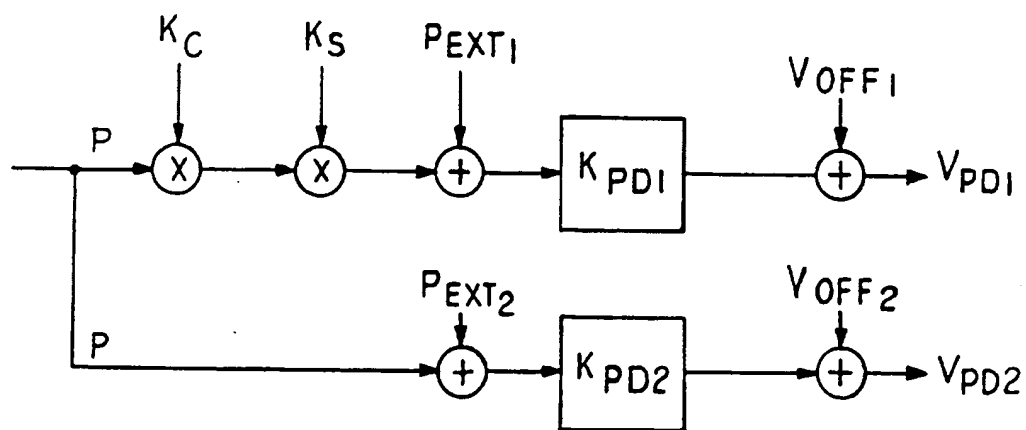 K_C
K_S
P_EXT1
V_OFF1
P
X
X
+
K_PD1
+
V_PD1
P_EXT2
V_OFF2
P
+
K_PD2
+
V_PD2